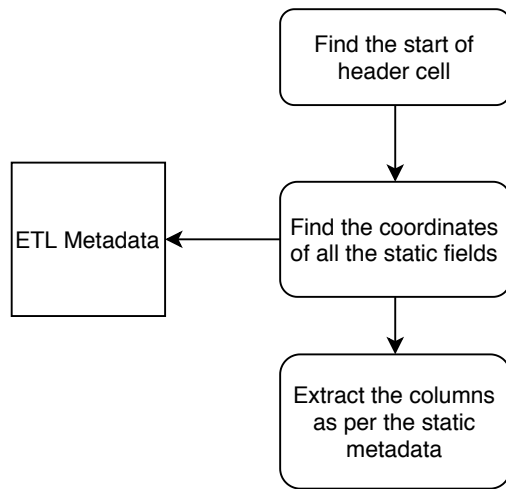 Find the start of
header cell
ETL Metadata
Find the coordinates
of all the static fields
Extract the columns
as per the static
metadata